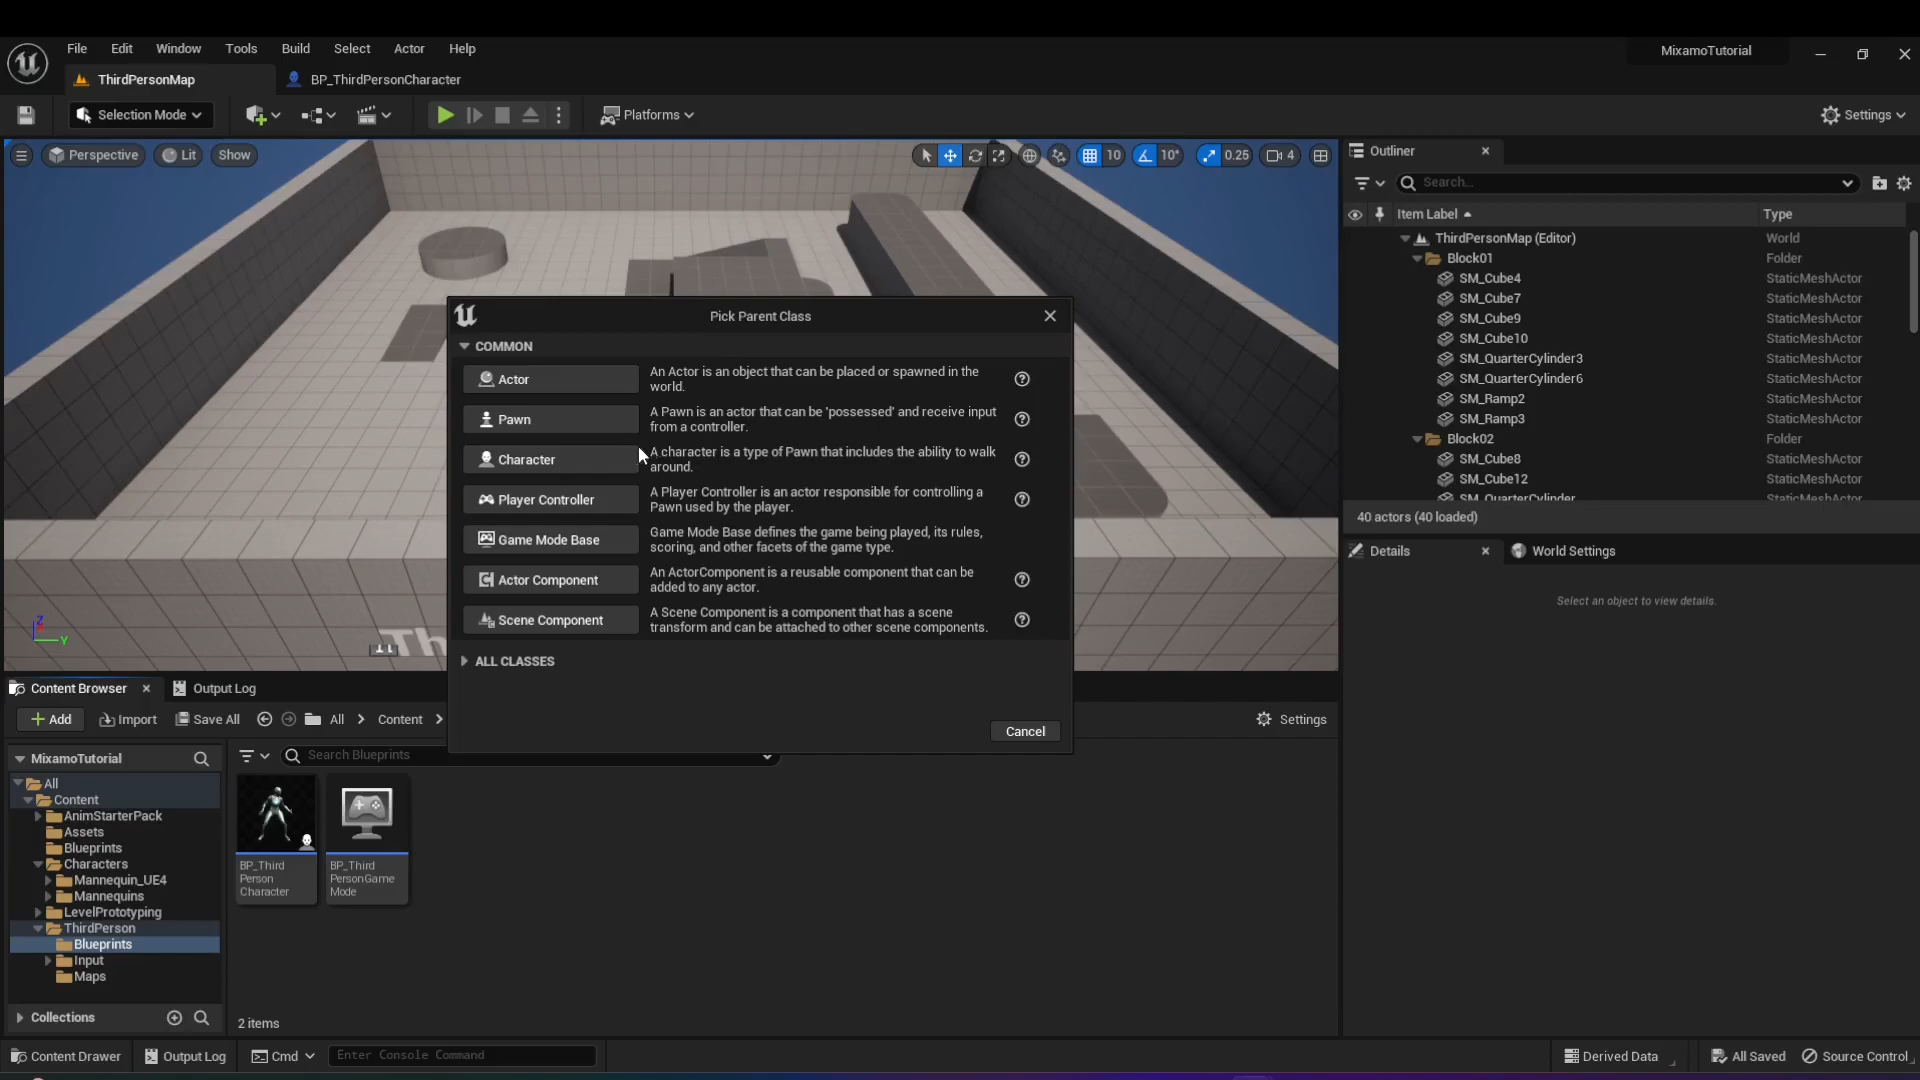 File Edit Window Tools Build Select Actor Help
MixamoTutorial
ThirdPersonMap
BP_ThirdPersonCharacter
Selection Mode
Platforms
Settings
Perspective
Lit
Show
10
10°
0.25
4
Outliner
Search...
Item Label
Type
ThirdPersonMap (Editor) World
Block01 Folder
SM_Cube4 StaticMeshActor
SM_Cube7 StaticMeshActor
SM_Cube9 StaticMeshActor
SM_Cube10 StaticMeshActor
SM_QuarterCylinder3 StaticMeshActor
SM_QuarterCylinder6 StaticMeshActor
SM_Ramp2 StaticMeshActor
SM_Ramp3 StaticMeshActor
Block02 Folder
SM_Cube8 StaticMeshActor
SM_Cube12 StaticMeshActor
SM_QuarterCylinder StaticMeshActor
40 actors (40 loaded)
Details
World Settings
Select an object to view details.
Pick Parent Class
COMMON
Actor
An Actor is an object that can be placed or spawned in the
world.
Pawn
A Pawn is an actor that can be 'possessed' and receive input
from a controller.
Character
A character is a type of Pawn that includes the ability to walk
around.
Player Controller
A Player Controller is an actor responsible for controlling a
Pawn used by the player.
Game Mode Base
Game Mode Base defines the game being played, its rules,
scoring, and other facets of the game type.
Actor Component
An ActorComponent is a reusable component that can be
added to any actor.
Scene Component
A Scene Component is a component that has a scene
transform and can be attached to other scene components.
ALL CLASSES
Cancel
Z
Y
Th
Content Browser
Output Log
Add
Import
Save All
All
Content
Settings
MixamoTutorial
Search Blueprints
All
Content
AnimStarterPack
Assets
Blueprints
Characters
Mannequin_UE4
Mannequins
LevelPrototyping
ThirdPerson
Blueprints
Input
Maps
BP_Third
Person
Character
BP_Third
PersonGame
Mode
Collections
2 items
Content Drawer
Output Log
Cmd
Enter Console Command
Derived Data
All Saved
Source Control